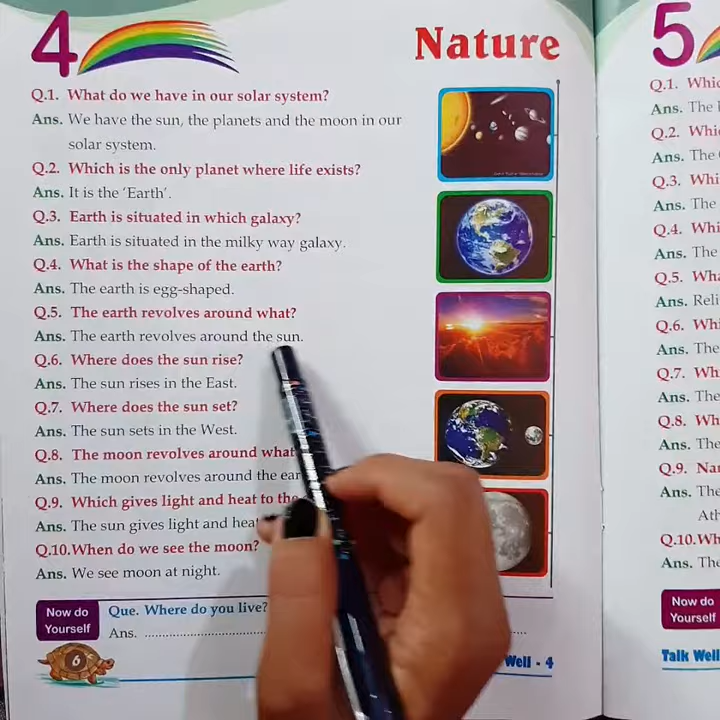 4
Nature
Q.1. What do we have in our solar system?
Ans. We have the sun, the planets and the moon in our
solar system.
Q.2. Which is the only planet where life exists?
Ans. It is the 'Earth'.
Q.3. Earth is situated in which galaxy?
Ans. Earth is situated in the milky way galaxy.
Q.4. What is the shape of the earth?
Ans. The earth is egg-shaped.
Q.5. The earth revolves around what?
Ans. The earth revolves around the sun.
Q.6. Where does the sun rise?
Ans. The sun rises in the East.
Q.7. Where does the sun set?
Ans. The sun sets in the West.
Q.8. The moon revolves around what
Ans. The moon revolves around the ear
Q.9. Which gives light and heat to the
Ans. The sun gives light and hea
Q.10. When do we see the moon?
Ans. We see moon at night.
Now do
Yourself
Que. Where do you live?
Ans.
6
Well - 4
5
Q.1. Whic
Ans. The
Q.2. Whi
Ans. The
Q.3. Whi
Ans. The
Q.4. Whi
Ans. The
Q.5. Wha
Ans. Reli
Q.6. Whi
Ans. The
Q.7. Wh
Ans. The
Q.8. Wh
Ans. The
Q.9. Nar
Ans. The
Ath
Q.10. Wh
Ans. The
Now do
Yourself
Talk Well